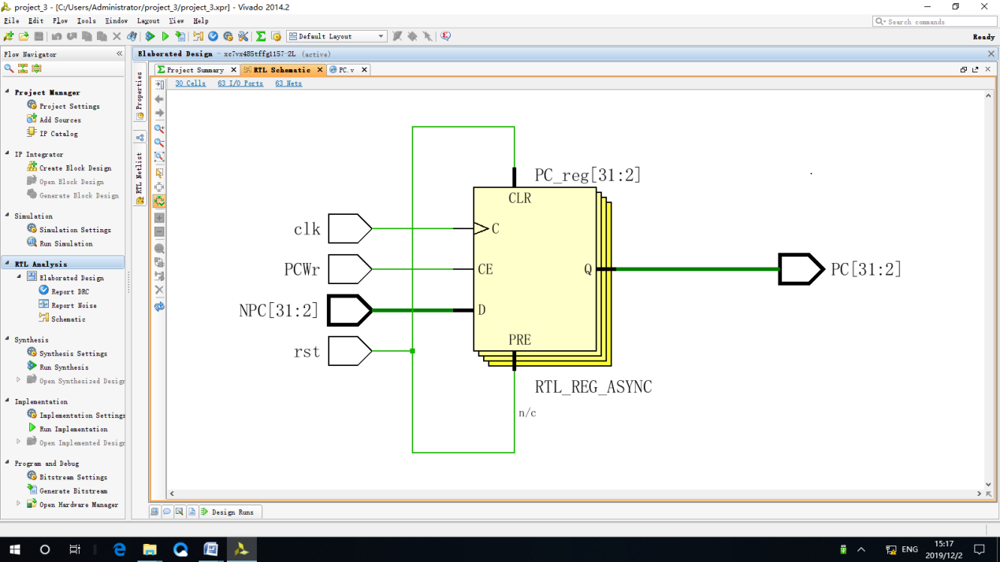 project_3 - [C:/Users/Administrator/project_3/project_3.xpr] - Vivado 2014.2
File Edit Flow Tools Window Layout View Help
Search commands
Default Layout
Ready
Flow Navigator
Elaborated Design - xc7vx485tffg1157-2L (active)
Project Summary
RTL Schematic
PC.v
30 Cells 63 I/O Ports 63 Nets
Properties
RTL Netlist
Project Manager
Project Settings
Add Sources
IP Catalog
IP Integrator
Create Block Design
Open Block Design
Generate Block Design
Simulation
Simulation Settings
Run Simulation
RTL Analysis
Elaborated Design
Report DRC
Report Noise
Schematic
Synthesis
Synthesis Settings
Run Synthesis
Open Synthesized Design
Implementation
Implementation Settings
Run Implementation
Open Implemented Design
Program and Debug
Bitstream Settings
Generate Bitstream
Open Hardware Manager
PC_reg[31:2]
CLR
clk
C
PCWr
CE
Q
PC[31:2]
NPC[31:2]
D
rst
PRE
RTL_REG_ASYNC
n/c
Design Runs
ENG
15:17
2019/12/2